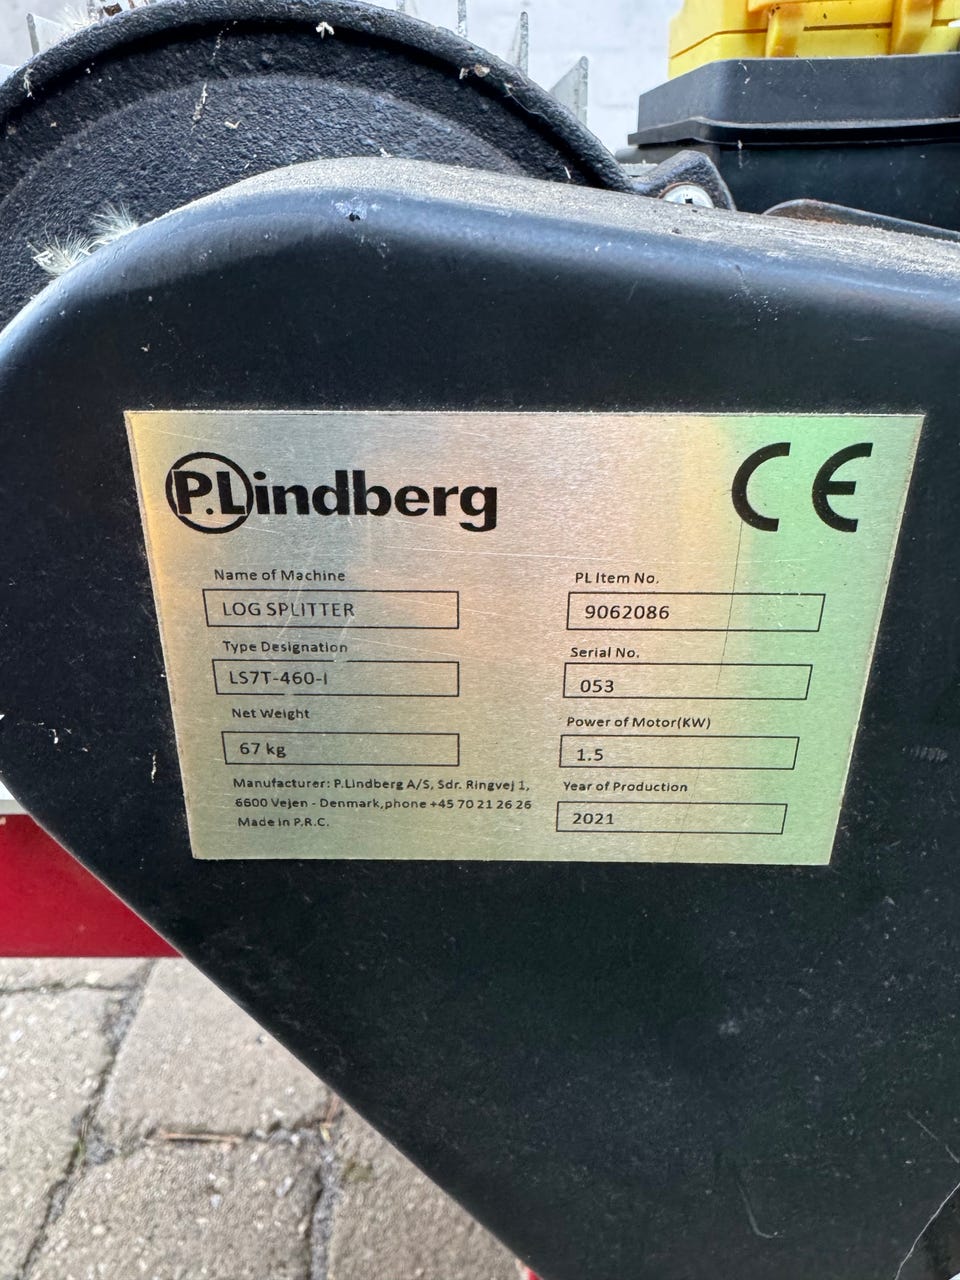 P.Lindberg
CE
Name of Machine
LOG SPLITTER
Type Designation
LS7T-460-I
Net Weight
67 kg
Manufacturer: P.Lindberg A/S, Sdr. Ringvej 1,
6600 Vejen - Denmark,phone +45 70 21 26 26
Made in P.R.C.
PL Item No.
9062086
Serial No.
053
Power of Motor(KW)
1.5
Year of Production
2021